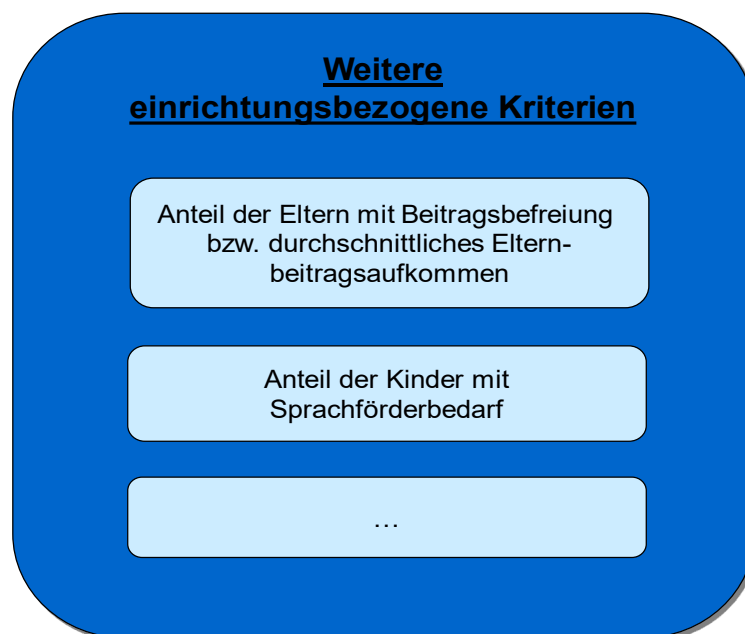 Weitere
einrichtungsbezogene Kriterien
Anteil der Eltern mit Beitragsbefreiung
bzw. durchschnittliches Eltern-
beitragsaufkommen
Anteil der Kinder mit
Sprachförderbedarf
…